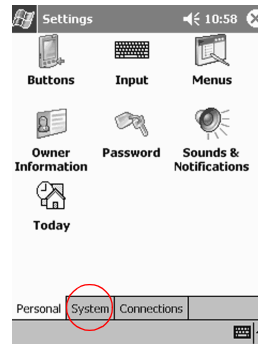 Settings 10:58
Buttons Input Menus
Owner Information Password Sounds & Notifications
Today
Personal System Connections